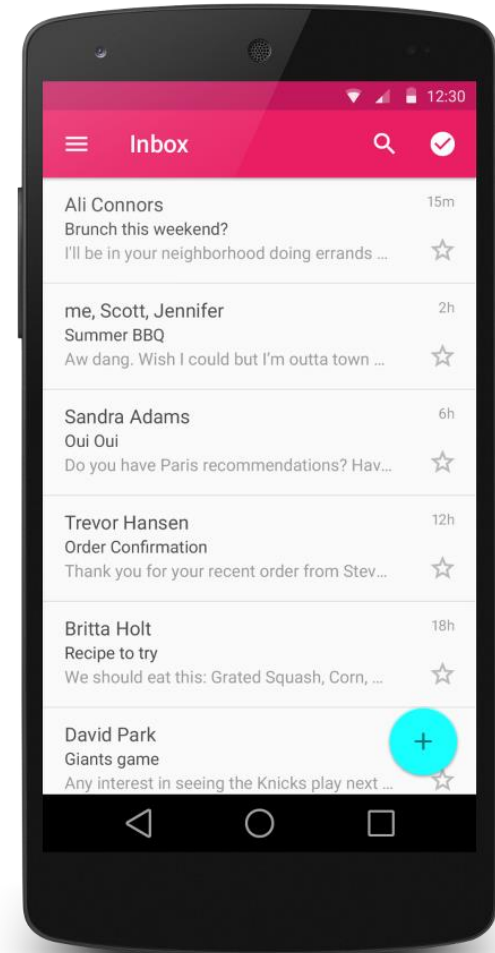 12:30
Inbox
Ali Connors
15m
Brunch this weekend?
I'll be in your neighborhood doing errands ...
me, Scott, Jennifer
2h
Summer BBQ
Aw dang. Wish I could but I'm outta town ...
Sandra Adams
6h
Oui Oui
Do you have Paris recommendations? Hav...
Trevor Hansen
12h
Order Confirmation
Thank you for your recent order from Stev...
Britta Holt
18h
Recipe to try
We should eat this: Grated Squash, Corn, ...
David Park
Giants game
Any interest in seeing the Knicks play next ...